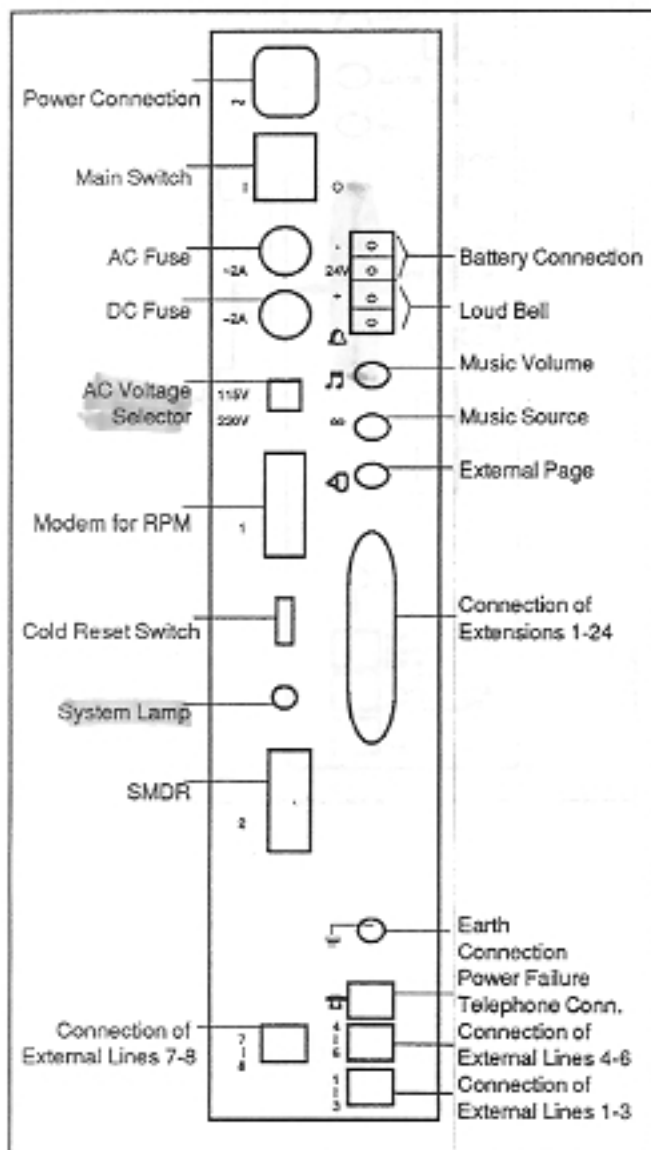 Power Connection
~
Main Switch
I
O
AC Fuse
~2A
DC Fuse
~2A
-
24V
+
Battery Connection
Loud Bell
AC Voltage
Selector
115V
220V
Music Volume
Music Source
External Page
Modem for RPM
1
Cold Reset Switch
Connection of
Extensions 1-24
System Lamp
SMDR
2
Earth
Connection
Power Failure
Telephone Conn.
Connection of
External Lines 7-8
7
|
8
4
|
6
Connection of
External Lines 4-6
1
|
3
Connection of
External Lines 1-3